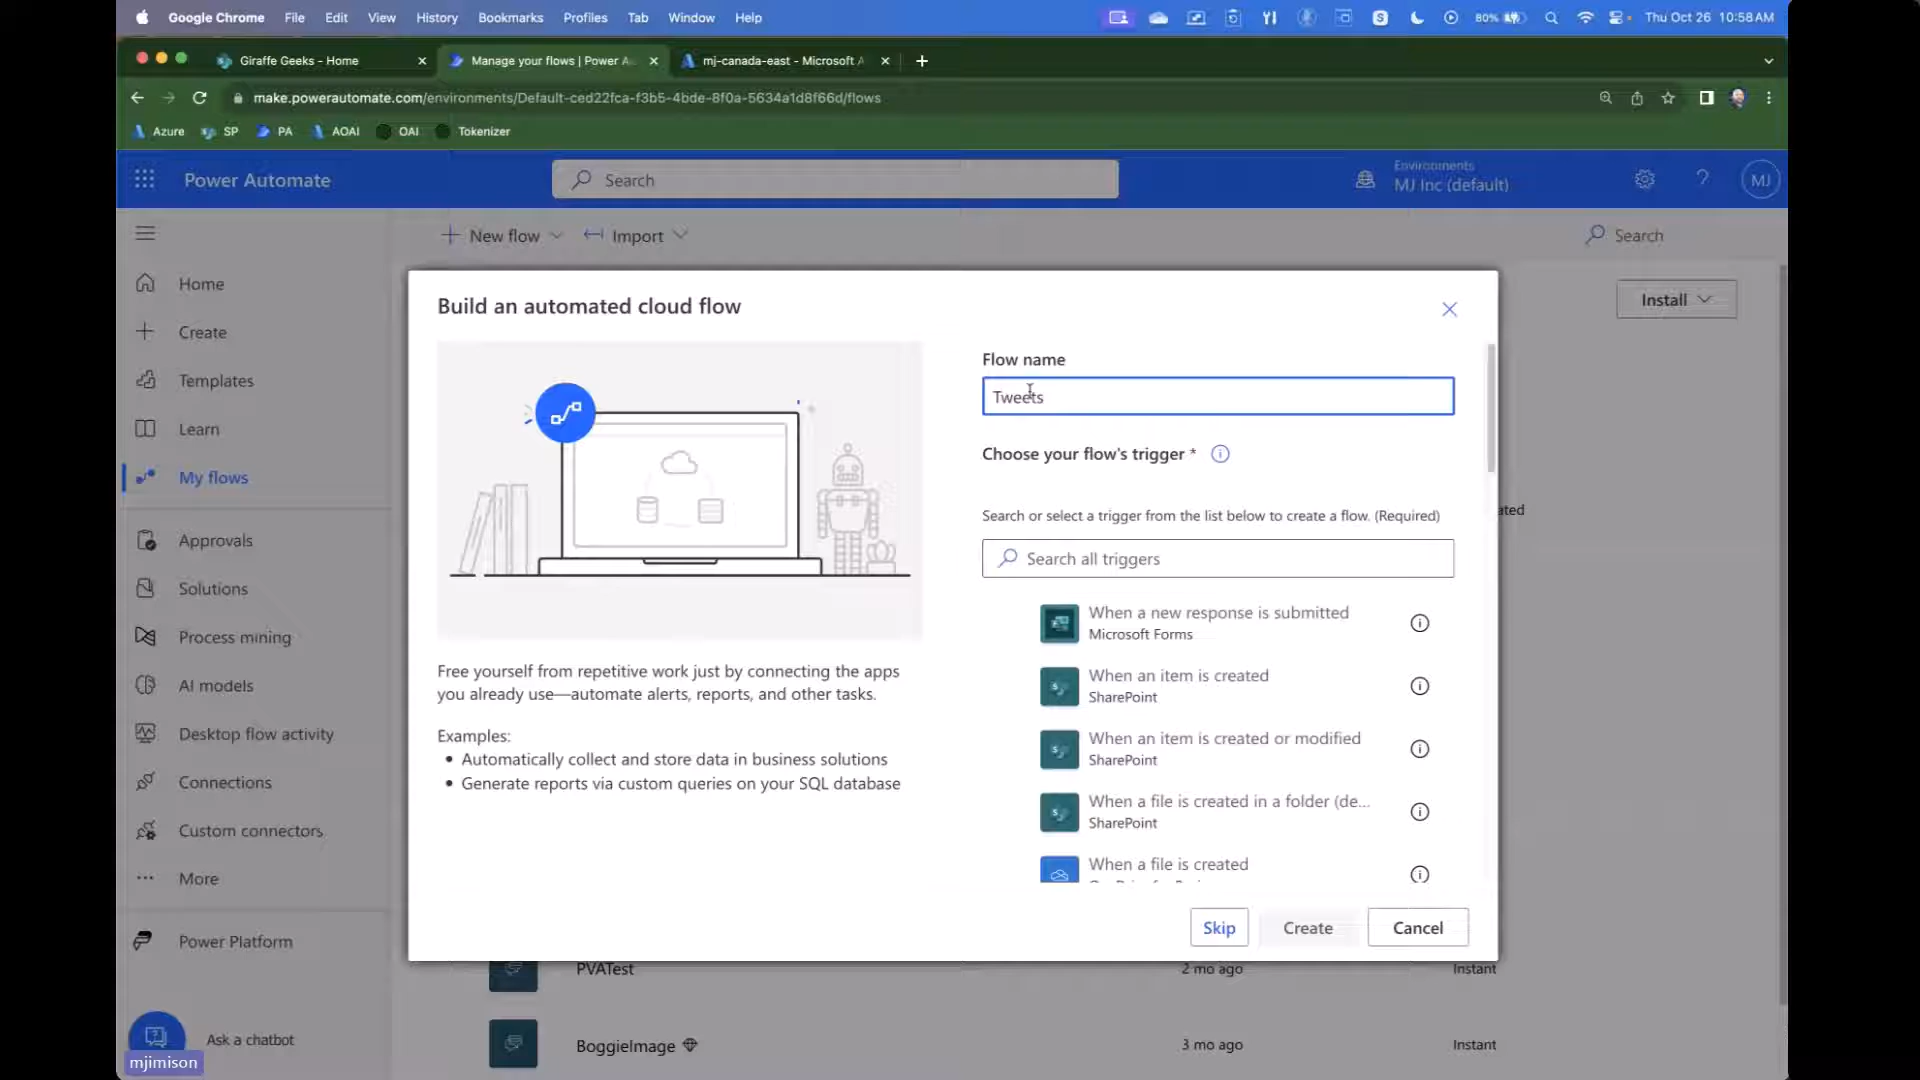 Google Chrome File Edit View History Bookmarks Profiles Tab Window Help 80% Thu Oct 26 10:58 AM
Giraffe Geeks - Home Manage your flows | Power A mj-canada-east - Microsoft A
make.powerautomate.com/environments/Default-ced22fca-f3b5-4bde-8f0a-5634a1d8f66d/flows
Azure SP PA AOAI OAI Tokenizer
Power Automate
Search
Environments
MJ Inc (default)
MJ
New flow Import Search
Home
Create
Templates
Learn
My flows
Approvals
Solutions
Process mining
AI models
Desktop flow activity
Connections
Custom connectors
More
Power Platform
Ask a chatbot
mjimison
Install
Build an automated cloud flow
Free yourself from repetitive work just by connecting the apps
you already use—automate alerts, reports, and other tasks.
Examples:
• Automatically collect and store data in business solutions
• Generate reports via custom queries on your SQL database
Flow name
Tweets
Choose your flow's trigger *
Search or select a trigger from the list below to create a flow. (Required)
Search all triggers
When a new response is submitted
Microsoft Forms
When an item is created
SharePoint
When an item is created or modified
SharePoint
When a file is created in a folder (de...
SharePoint
When a file is created
Skip Create Cancel
ated
PVATest 2 mo ago Instant
BoggieImage 3 mo ago Instant